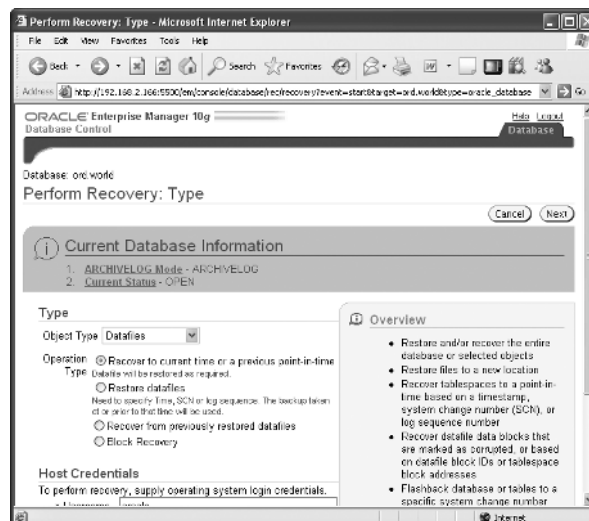 Perform Recovery: Type - Microsoft Internet Explorer
File Edit View Favorites Tools Help
Back Search Favorites
Address http://192.168.2.166:5500/em/console/database/rec/recovery?event=start&target=ord.world&type=oracle_database Go
ORACLE Enterprise Manager 10g
Database Control
Help Logout
Database
Database: ord.world
Perform Recovery: Type
Cancel Next
Current Database Information
1. ARCHIVELOG Mode - ARCHIVELOG
2. Current Status - OPEN
Type
Object Type Datafiles
Operation Type
Recover to current time or a previous point-in-time
Datafile will be restored as required.
Restore datafiles
Need to specify Time, SCN or log sequence. The backup taken
at or prior to that time will be used.
Recover from previously restored datafiles
Block Recovery
Host Credentials
To perform recovery, supply operating system login credentials.
* Username oracle
Overview
• Restore and/or recover the entire
database or selected objects
• Restore files to a new location
• Recover tablespaces to a point-in-
time based on a timestamp,
system change number (SCN), or
log sequence number
• Recover datafile data blocks that
are marked as corrupted, or based
on datafile block IDs or tablespace
block addresses
• Flashback database or tables to a
specific system change number
Internet